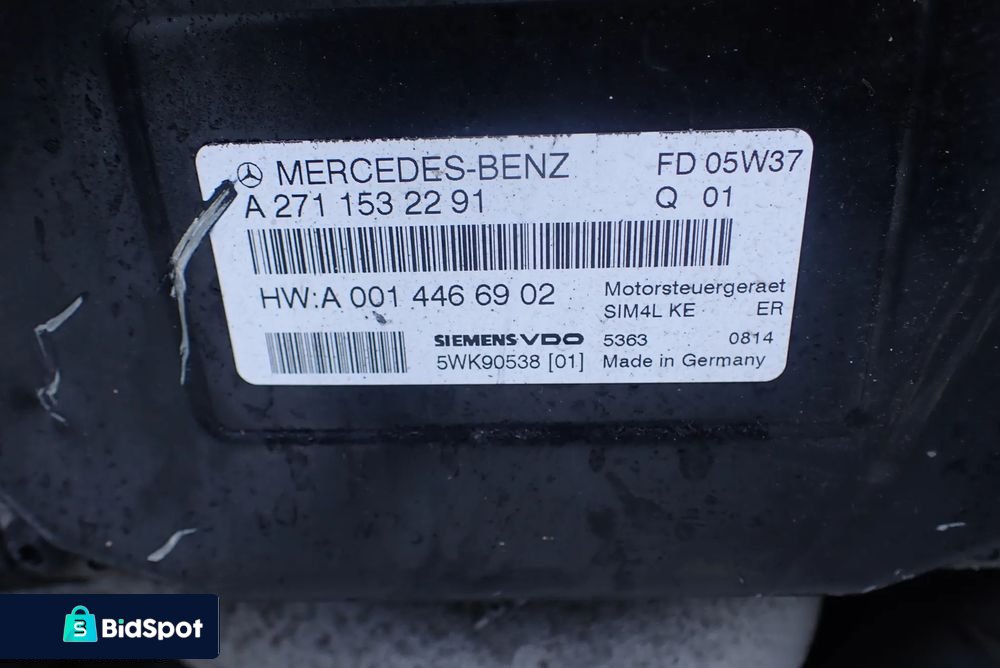 MERCEDES-BENZ FD 05W37
A 271 153 22 91 Q 01
HW:A 001 446 69 02
Motorsteuergeraet
SIM4L KE ER
SIEMENS VDO 5363 0814
5WK90538 [01] Made in Germany
BidSpot